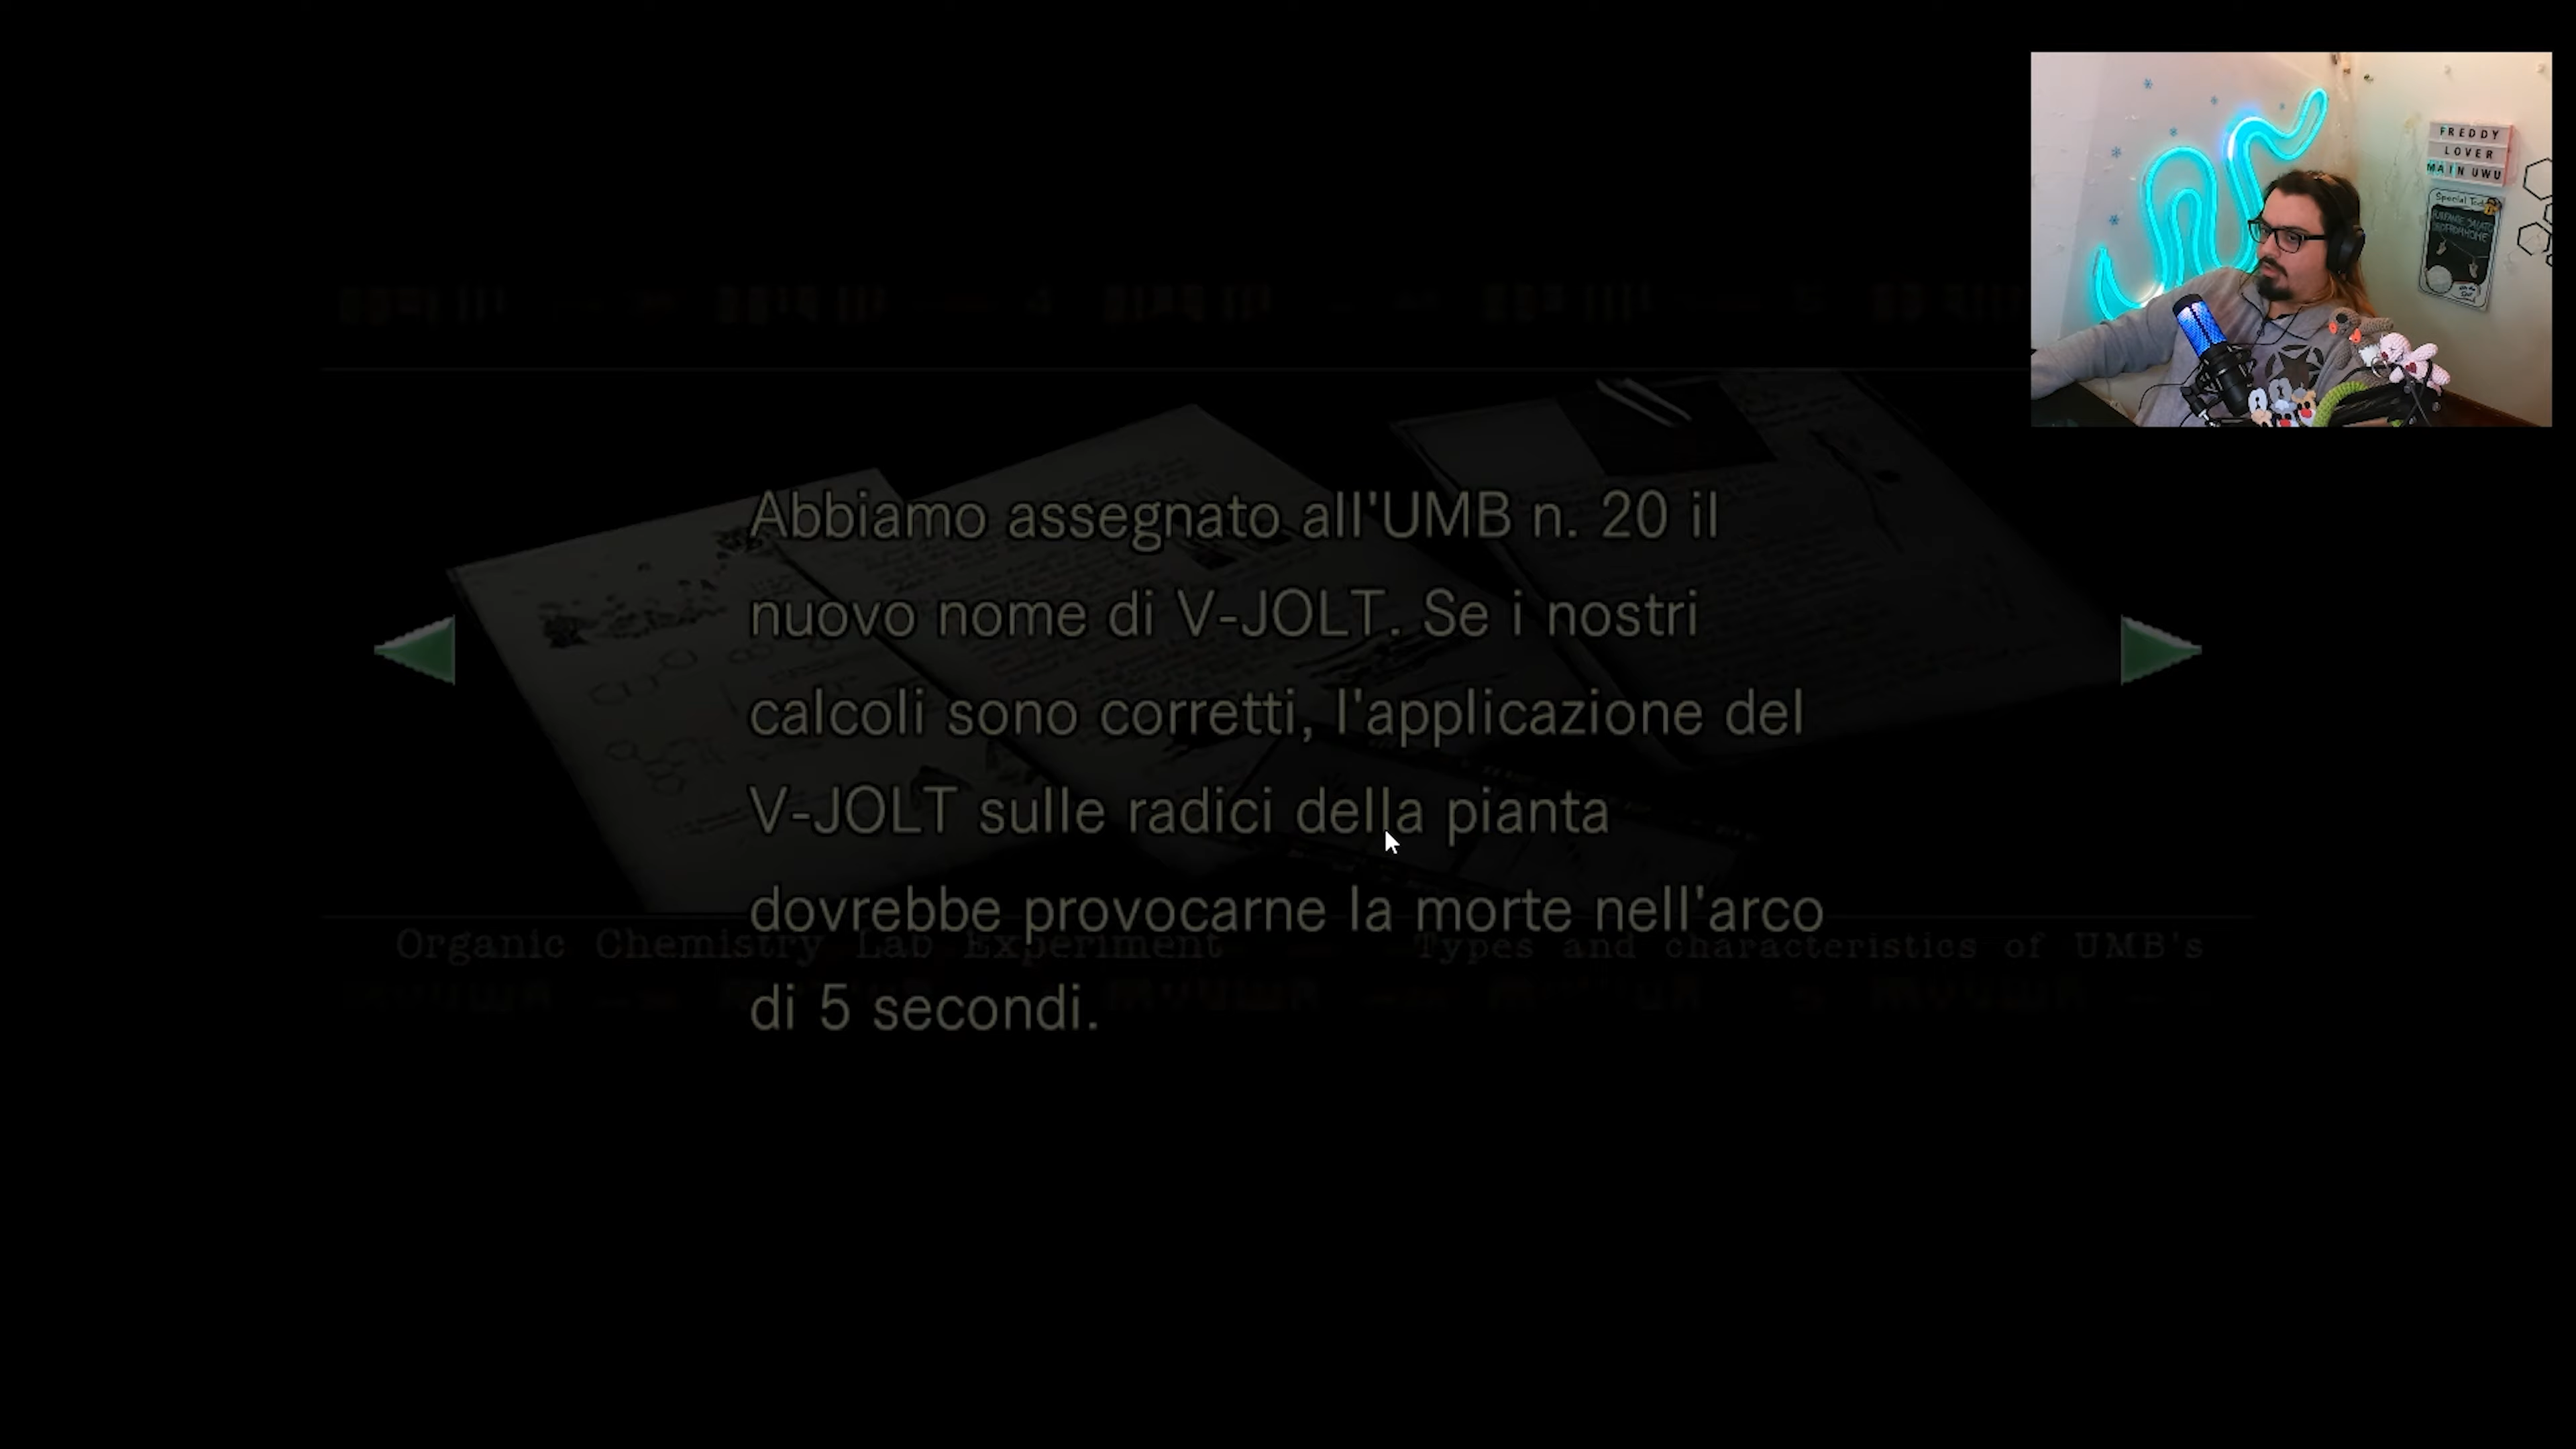 FREDDY
LOVER
MAIN UWU
Abbiamo assegnato all'UMB n. 20 il
nuovo nome di V-JOLT. Se i nostri
calcoli sono corretti, l'applicazione del
V-JOLT sulle radici della pianta
dovrebbe provocarne la morte nell'arco
di 5 secondi.
Organic Chemistry Lab Experiment
Types and characteristics of UMB's